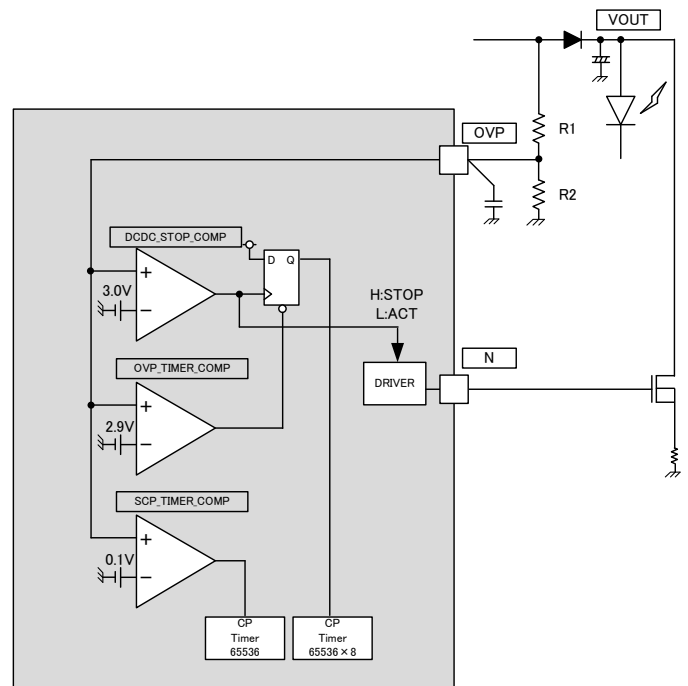 VOUT
OVP
R1
R2
DCDC_STOP_COMP
D Q
+
3.0V
−
H:STOP
L:ACT
N
DRIVER
OVP_TIMER_COMP
+
2.9V
−
SCP_TIMER_COMP
+
0.1V
−
CP
Timer
65536
CP
Timer
65536×8